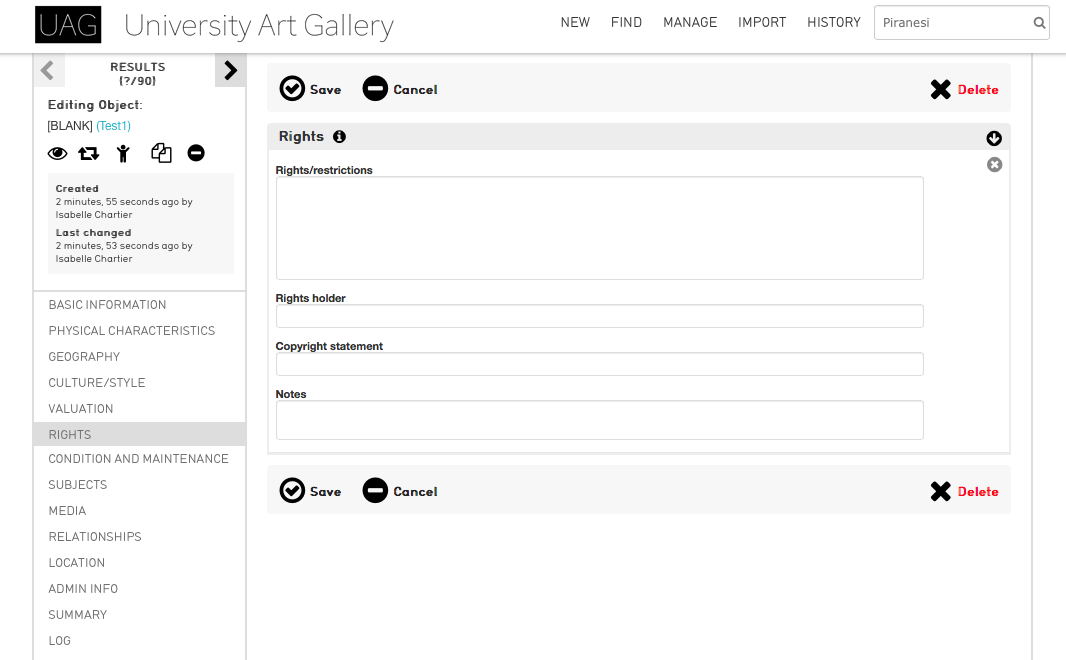 UAG University Art Gallery
NEW FIND MANAGE IMPORT HISTORY Piranesi
RESULTS
(?/90)
Editing Object:
[BLANK] (Test1)
Created
2 minutes, 55 seconds ago by
Isabelle Chartier
Last changed
2 minutes, 53 seconds ago by
Isabelle Chartier
BASIC INFORMATION
PHYSICAL CHARACTERISTICS
GEOGRAPHY
CULTURE/STYLE
VALUATION
RIGHTS
CONDITION AND MAINTENANCE
SUBJECTS
MEDIA
RELATIONSHIPS
LOCATION
ADMIN INFO
SUMMARY
LOG
Save Cancel Delete
Rights
Rights/restrictions
Rights holder
Copyright statement
Notes
Save Cancel Delete